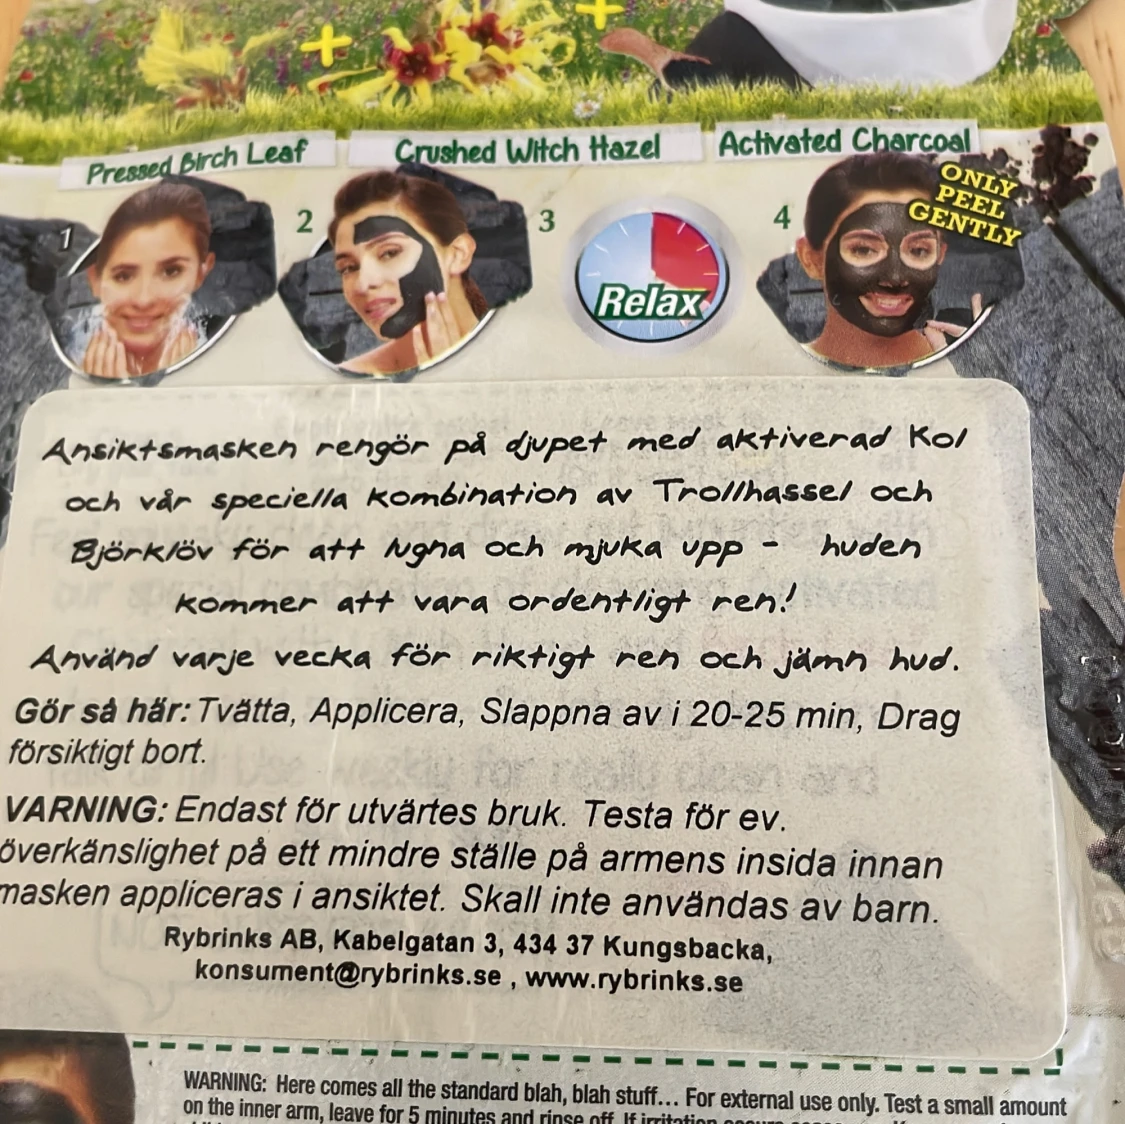 Pressed Birch Leaf
Crushed Witch Hazel
Activated Charcoal
ONLY
PEEL
GENTLY
1
2
3
4
Relax
Ansiktsmasken rengör på djupet med aktiverad Kol
och vår speciella kombination av Trollhassel och
Björklöv för att lugna och mjuka upp - huden
kommer att vara ordentligt ren!
Använd varje vecka för riktigt ren och jämn hud.
Gör så här: Tvätta, Applicera, Slappna av i 20-25 min, Drag
försiktigt bort.
VARNING: Endast för utvärtes bruk. Testa för ev.
överkänslighet på ett mindre ställe på armens insida innan
masken appliceras i ansiktet. Skall inte användas av barn.
Rybrinks AB, Kabelgatan 3, 434 37 Kungsbacka,
konsument@rybrinks.se , www.rybrinks.se
WARNING: Here comes all the standard blah, blah stuff... For external use only. Test a small amount
on the inner arm, leave for 5 minutes and rinse off. If irritation